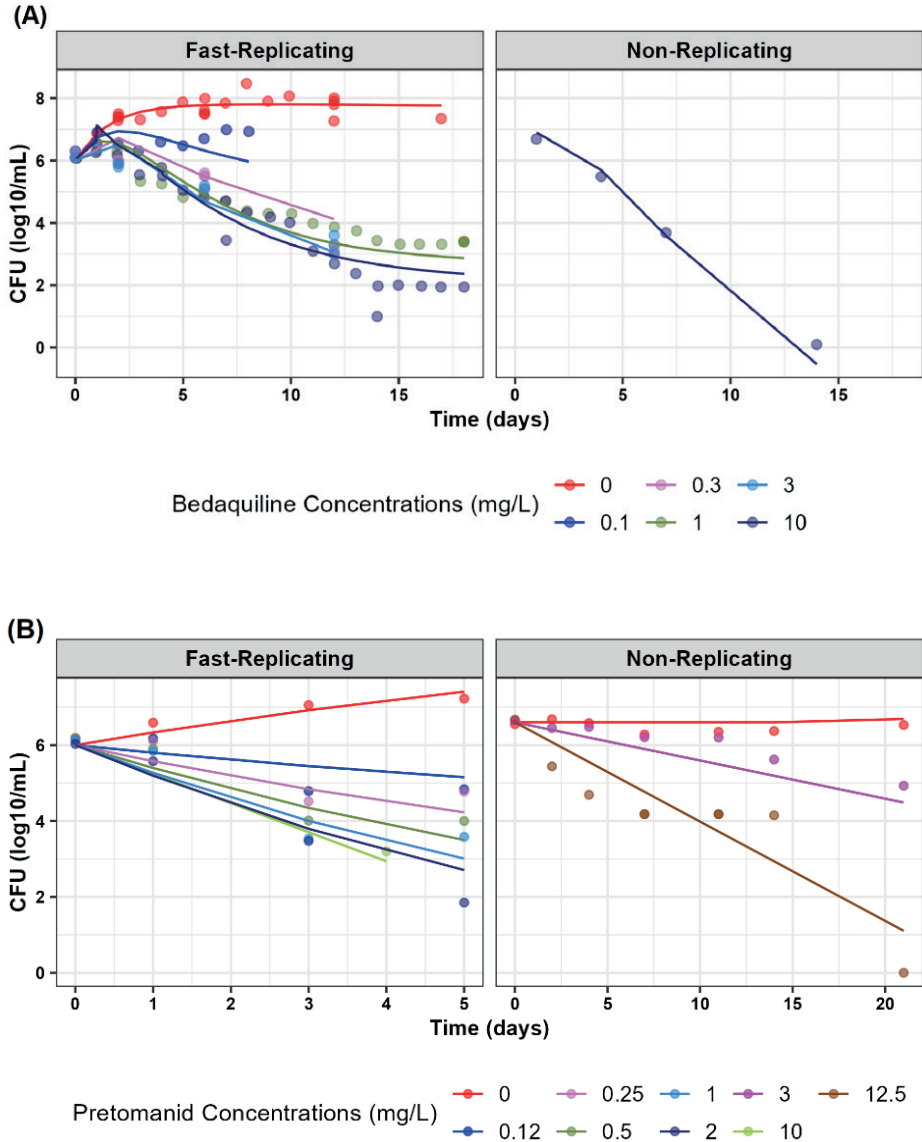 (A)
Fast-Replicating Non-Replicating
8
6
4
2
0
CFU (log10/mL)
0 5 10 15 0 5 10 15
Time (days)
Bedaquiline Concentrations (mg/L) 0 0.3 3
0.1 1 10
(B)
Fast-Replicating Non-Replicating
6
4
2
0
CFU (log10/mL)
0 1 2 3 4 5 0 5 10 15 20
Time (days)
Pretomanid Concentrations (mg/L) 0 0.25 1 3 12.5
0.12 0.5 2 10